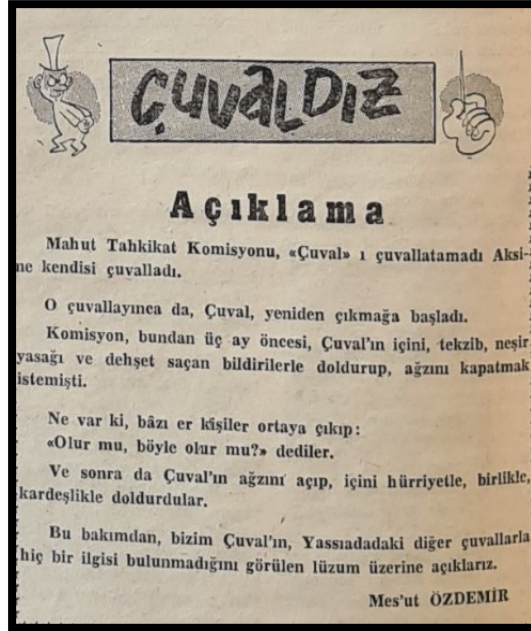 ÇUVALDIZ
Açıklama
Mahut Tahkikat Komisyonu, «Çuval» ı çuvallatamadı Aksi-
ne kendisi çuvalladı.
O çuvallayınca da, Çuval, yeniden çıkmağa başladı.
Komisyon, bundan üç ay öncesi, Çuval'ın içini, tekzib, neşir
yasağı ve dehşet saçan bildirilerle doldurup, ağzını kapatmak
istemişti.
Ne var ki, bâzı er kişiler ortaya çıkıp:
«Olur mu, böyle olur mu?» dediler.
Ve sonra da Çuval'ın ağzını açıp, içini hürriyetle, birlikle,
kardeşlikle doldurdular.
Bu bakımdan, bizim Çuval'ın, Yassıadadaki diğer çuvallarla
hiç bir ilgisi bulunmadığını görülen lüzum üzerine açıklarız.
Mes'ut ÖZDEMİR